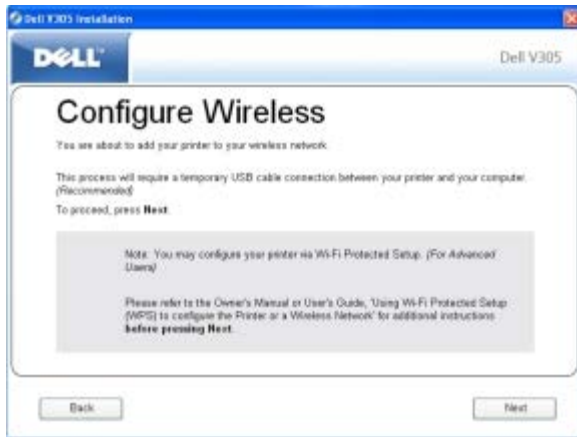 Dell V305 Installation
DELL™
Dell V305
Configure Wireless
You are about to add your printer to your wireless network.
This process will require a temporary USB cable connection between your printer and your computer.
(Recommended)
To proceed, press Next.
Note: You may configure your printer via Wi-Fi Protected Setup. (For Advanced
Users)
Please refer to the Owner's Manual or User's Guide, 'Using Wi-Fi Protected Setup
(WPS) to configure the Printer or a Wireless Network' for additional instructions
before pressing Next.
Back
Next